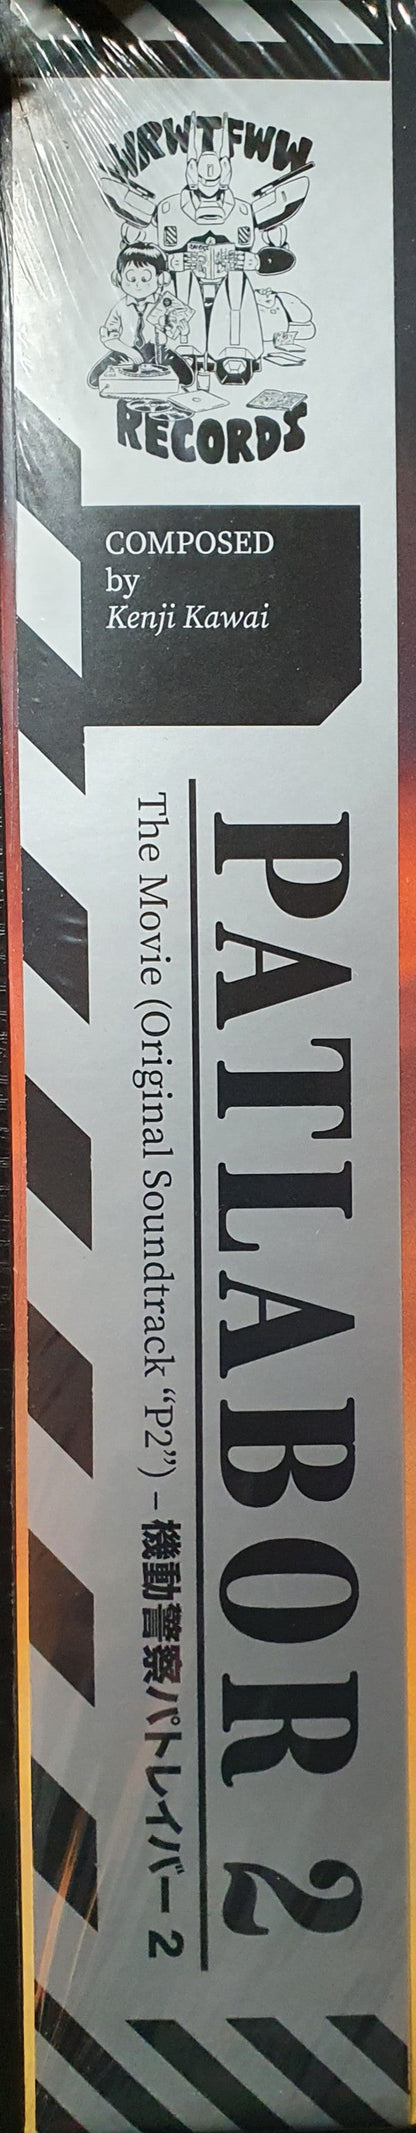 WRWTFWW
RECORDS
COMPOSED
by
Kenji Kawai
PATLABOR 2
The Movie (Original Soundtrack “P2”) – 機動警察パトレイバー 2